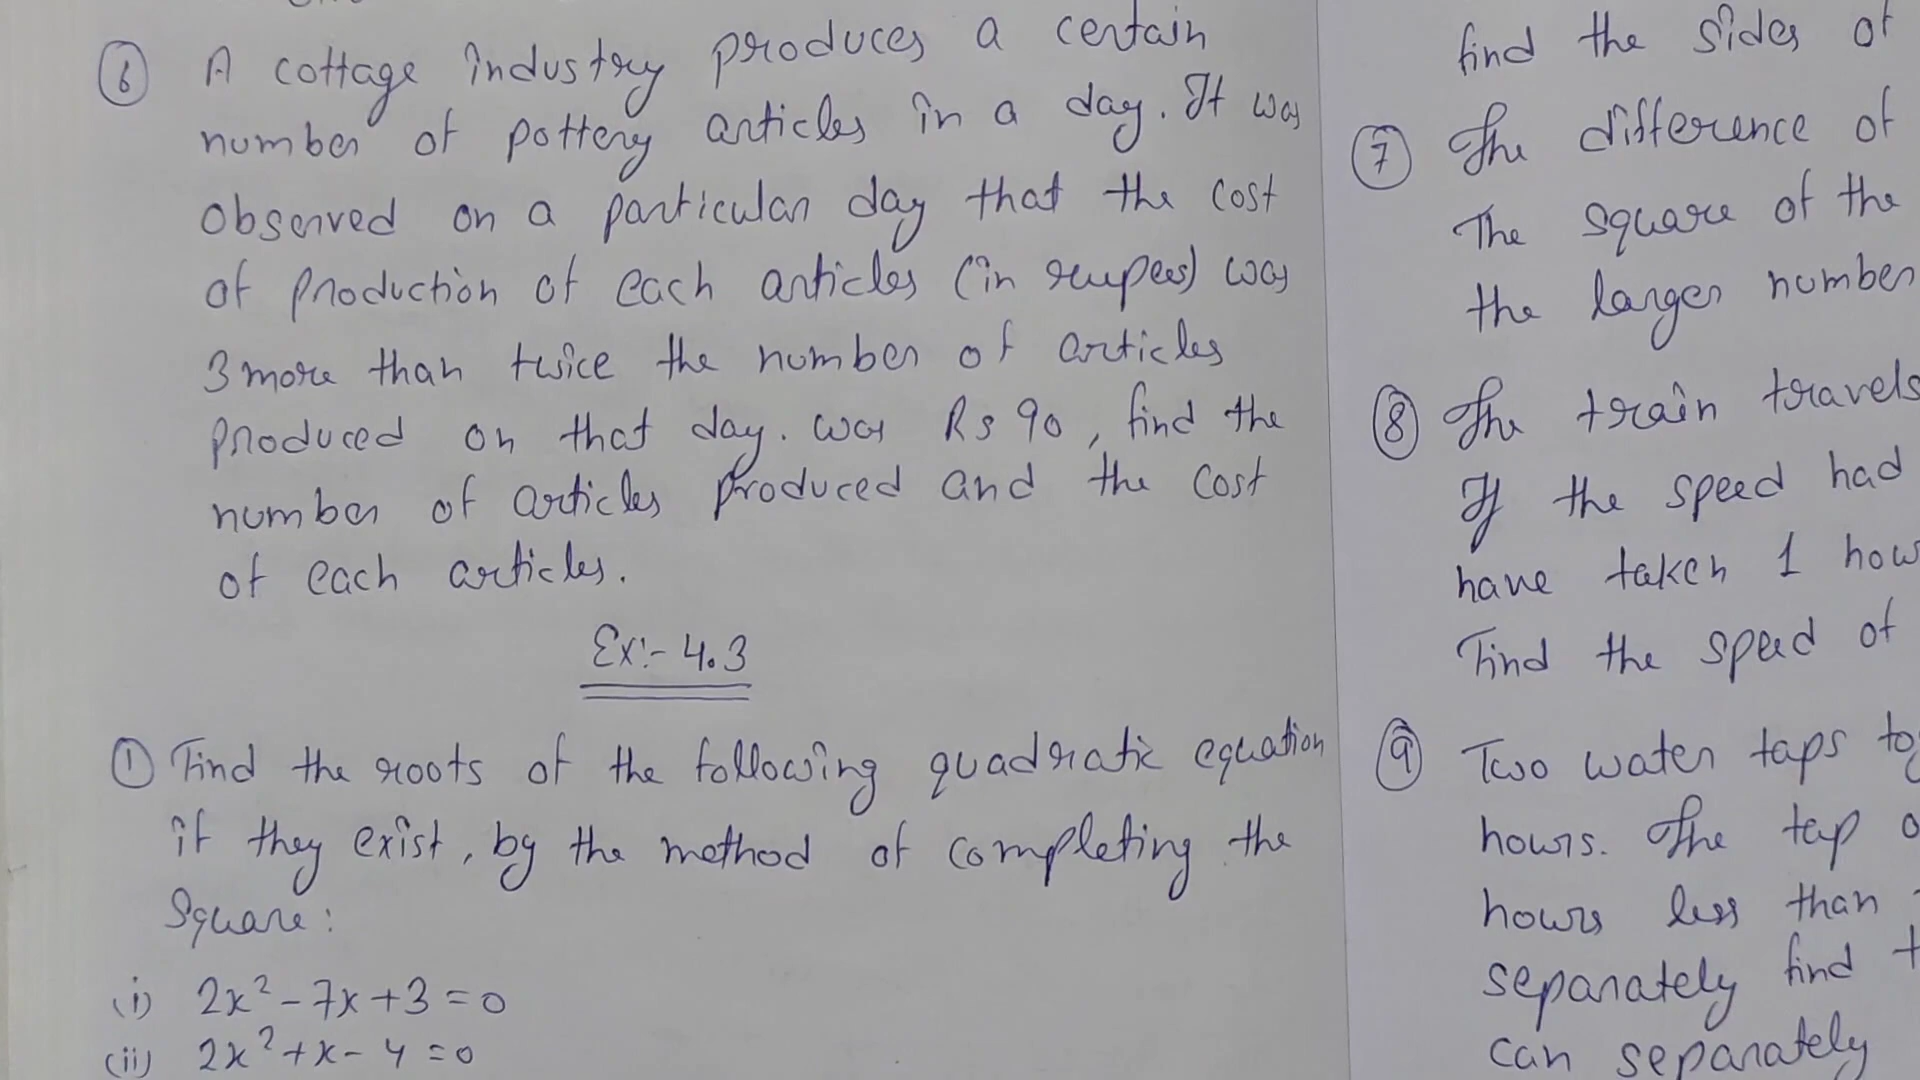 6 A cottage industry produces a certain
number of pottery articles in a day. It was
observed on a particular day that the cost
of production of each articles (in rupees) was
3 more than twice the number of articles
produced on that day. was Rs 90, find the
number of articles produced and the cost
of each articles.
Ex:- 4.3
1 Find the roots of the following quadratic equation
if they exist, by the method of completing the
Square:
(i) 2x² - 7x + 3 = 0
(ii) 2x² + x - 4 = 0
find the sides of
7 The difference of
The square of the
the larger number
8 The train travels
If the speed had
have taken 1
Find the speed of
9 Two water taps
hours. The tap
hours less than
separately find
can separately